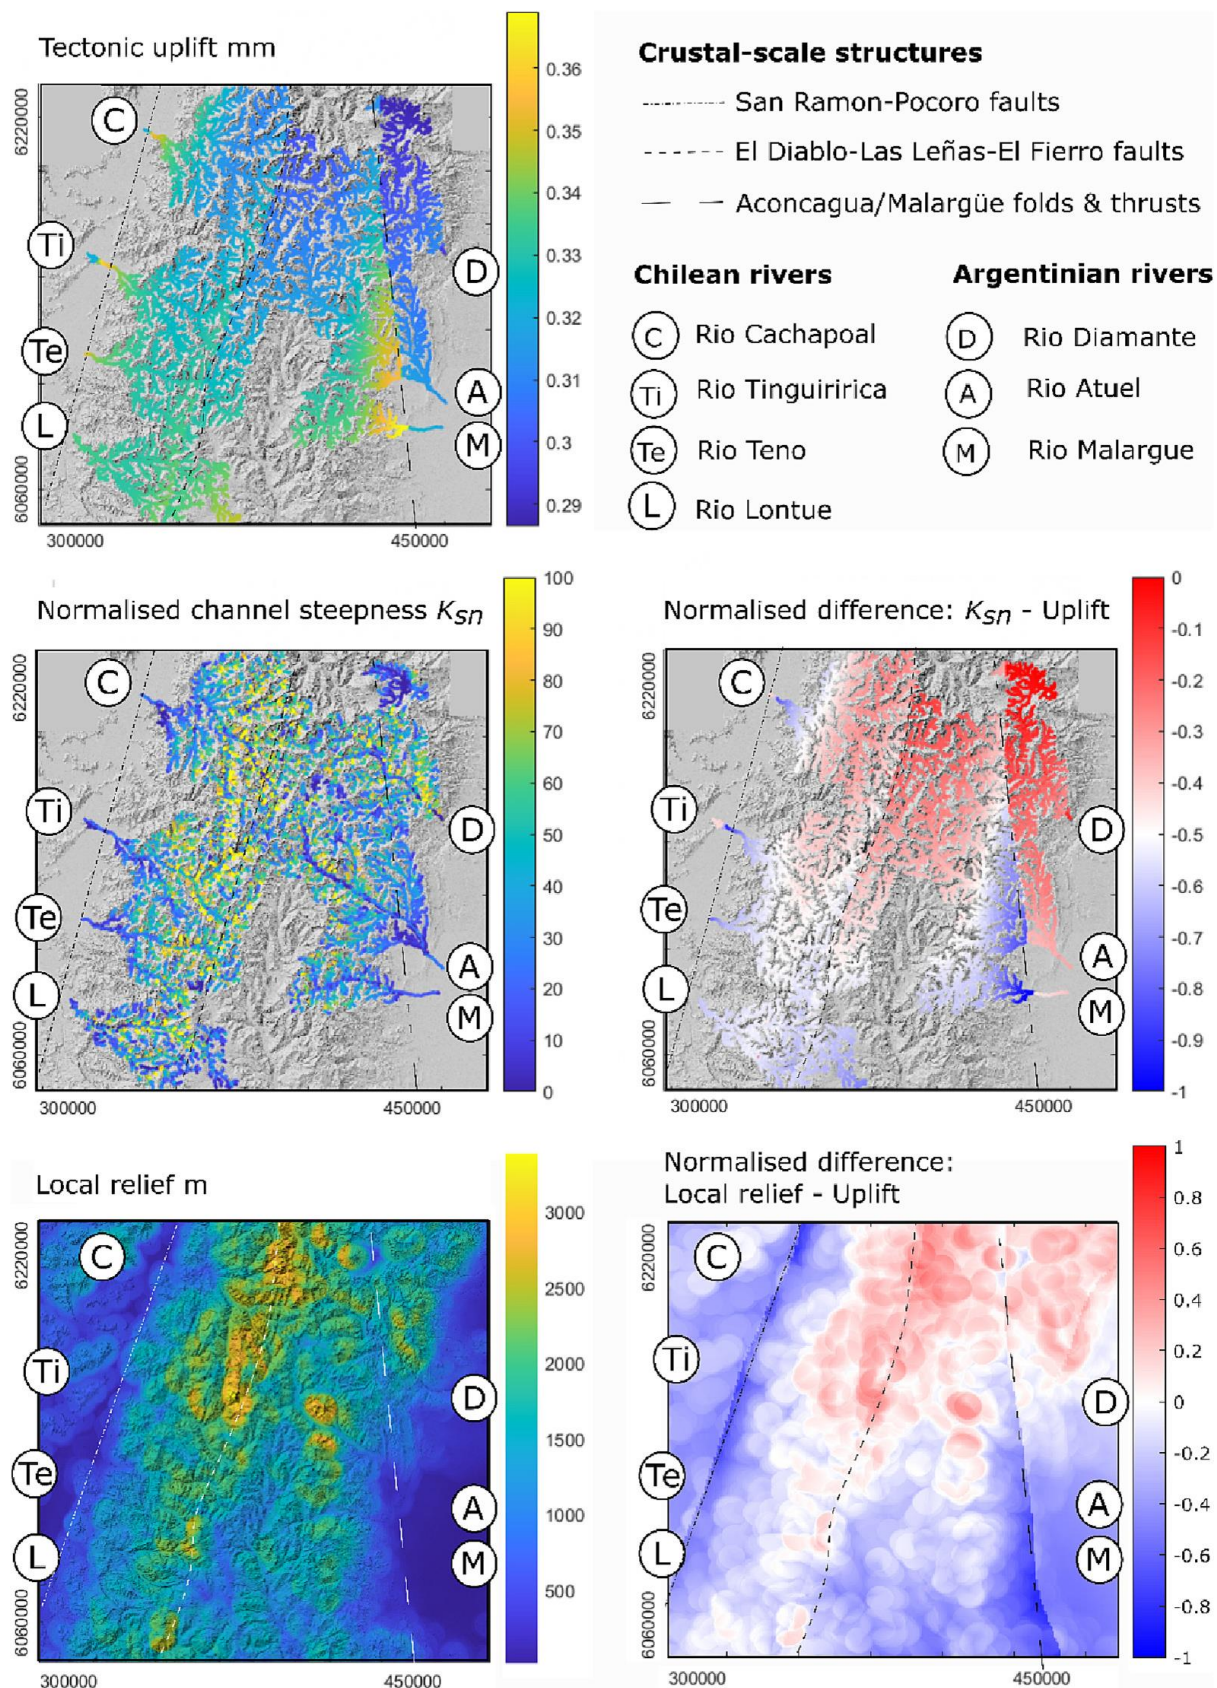 Tectonic uplift mm
6220000
6060000
300000
450000
C
Ti
Te
L
D
A
M
0.36
0.35
0.34
0.33
0.32
0.31
0.3
0.29
Crustal-scale structures
San Ramon-Pocoro faults
El Diablo-Las Leñas-El Fierro faults
Aconcagua/Malargüe folds & thrusts
Chilean rivers
C Rio Cachapoal
Ti Rio Tinguiririca
Te Rio Teno
L Rio Lontue
Argentinian rivers
D Rio Diamante
A Rio Atuel
M Rio Malargue
Normalised channel steepness Ksn
6220000
6060000
300000
450000
C
Ti
Te
L
D
A
M
100
90
80
70
60
50
40
30
20
10
0
Normalised difference: Ksn - Uplift
6220000
6060000
300000
450000
C
Ti
Te
L
D
A
M
0
-0.1
-0.2
-0.3
-0.4
-0.5
-0.6
-0.7
-0.8
-0.9
-1
Local relief m
6220000
6060000
300000
450000
C
Ti
Te
L
D
A
M
3000
2500
2000
1500
1000
500
Normalised difference:
Local relief - Uplift
6220000
6060000
300000
450000
C
Ti
Te
L
D
A
M
1
0.8
0.6
0.4
0.2
0
-0.2
-0.4
-0.6
-0.8
-1